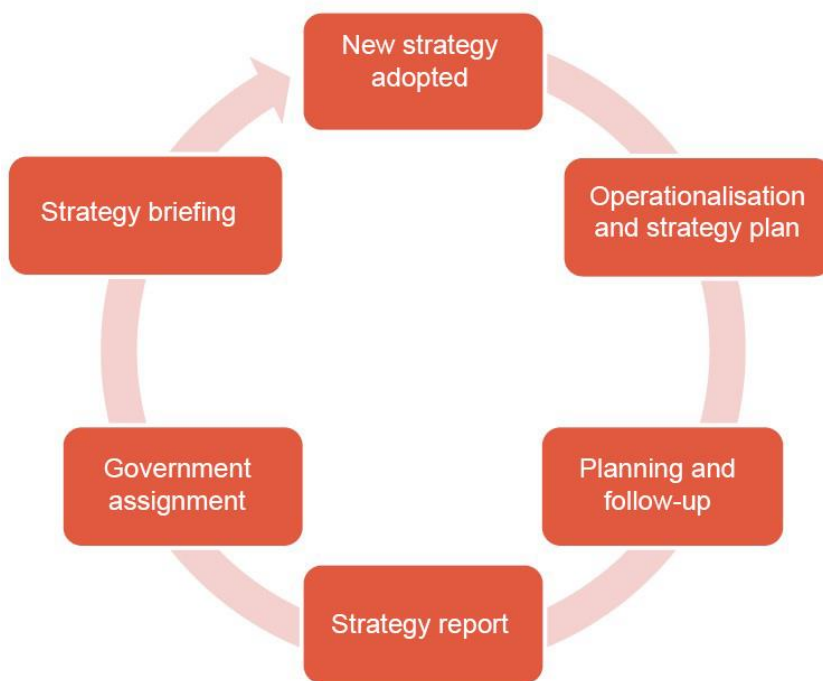 New strategy
adopted
Operationalisation
and strategy plan
Planning and
follow-up
Strategy report
Government
assignment
Strategy briefing